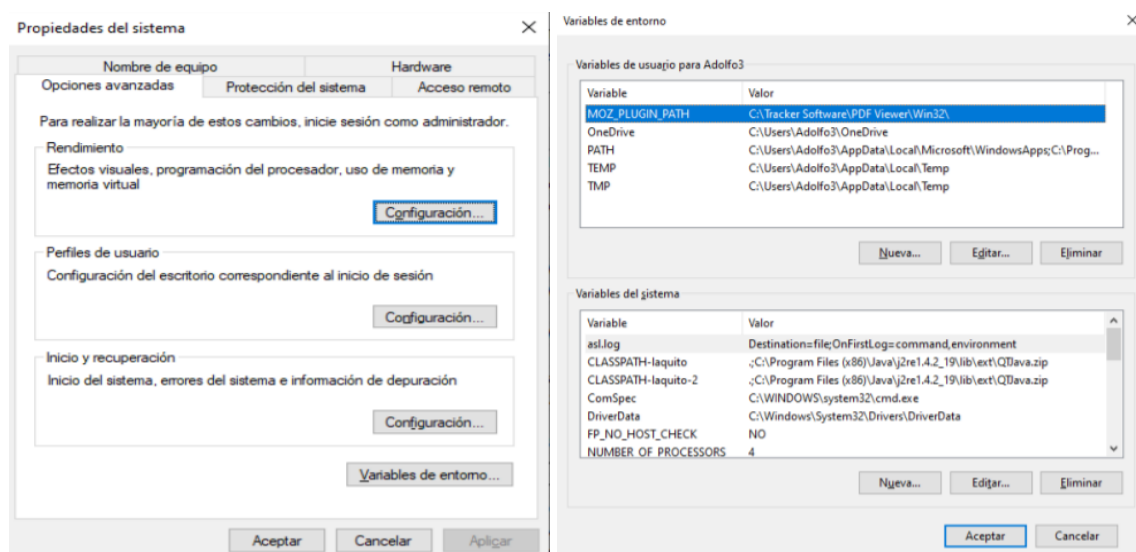 Propiedades del sistema
Nombre de equipo Hardware
Opciones avanzadas Protección del sistema Acceso remoto
Para realizar la mayoría de estos cambios, inicie sesión como administrador.
Rendimiento
Efectos visuales, programación del procesador, uso de memoria y
memoria virtual
Configuración...
Perfiles de usuario
Configuración del escritorio correspondiente al inicio de sesión
Configuración...
Inicio y recuperación
Inicio del sistema, errores del sistema e información de depuración
Configuración...
Variables de entorno...
Aceptar Cancelar Aplicar
Variables de entorno
Variables de usuario para Adolfo3
Variable Valor
MOZ_PLUGIN_PATH C:\Tracker Software\PDF Viewer\Win32\
OneDrive C:\Users\Adolfo3\OneDrive
PATH C:\Users\Adolfo3\AppData\Local\Microsoft\WindowsApps;C:\Prog...
TEMP C:\Users\Adolfo3\AppData\Local\Temp
TMP C:\Users\Adolfo3\AppData\Local\Temp
Nueva... Editar... Eliminar
Variables del sistema
Variable Valor
asl.log Destination=file;OnFirstLog=command,environment
CLASSPATH-laquito .;C:\Program Files (x86)\Java\j2re1.4.2_19\lib\ext\QTJava.zip
CLASSPATH-laquito-2 .;C:\Program Files (x86)\Java\j2re1.4.2_19\lib\ext\QTJava.zip
ComSpec C:\WINDOWS\system32\cmd.exe
DriverData C:\Windows\System32\Drivers\DriverData
FP_NO_HOST_CHECK NO
NUMBER_OF_PROCESSORS 4
Nueva... Editar... Eliminar
Aceptar Cancelar